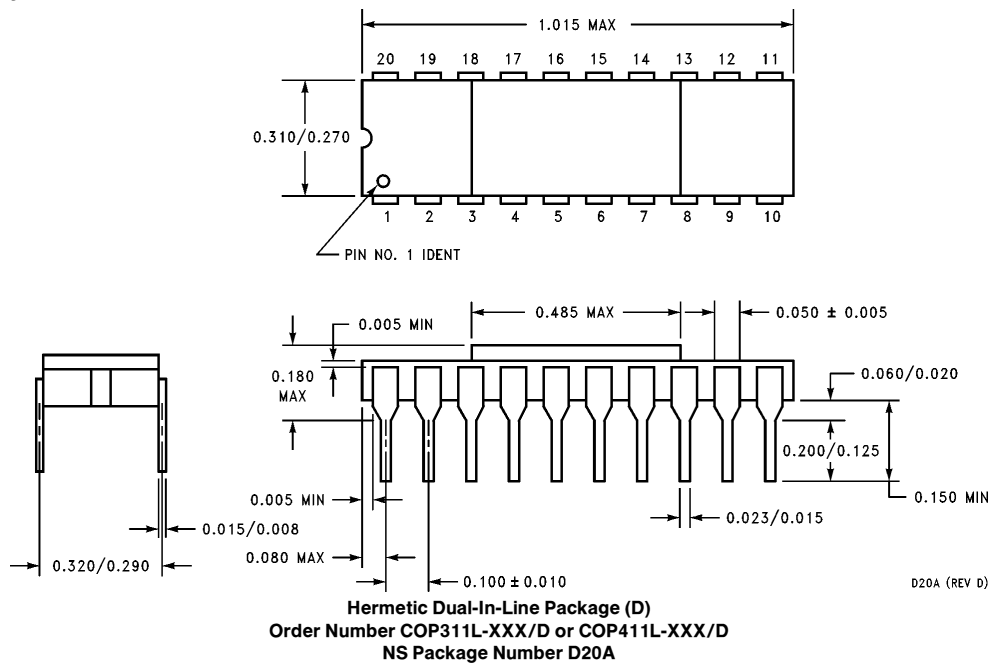 1.015 MAX
20 19 18 17 16 15 14 13 12 11
0.310/0.270
1 2 3 4 5 6 7 8 9 10
PIN NO. 1 IDENT
0.485 MAX
0.050 ± 0.005
0.005 MIN
0.180
MAX
0.060/0.020
0.200/0.125
0.005 MIN
0.150 MIN
0.015/0.008
0.023/0.015
0.080 MAX
0.320/0.290
0.100 ± 0.010
D20A (REV D)
Hermetic Dual-In-Line Package (D)
Order Number COP311L-XXX/D or COP411L-XXX/D
NS Package Number D20A